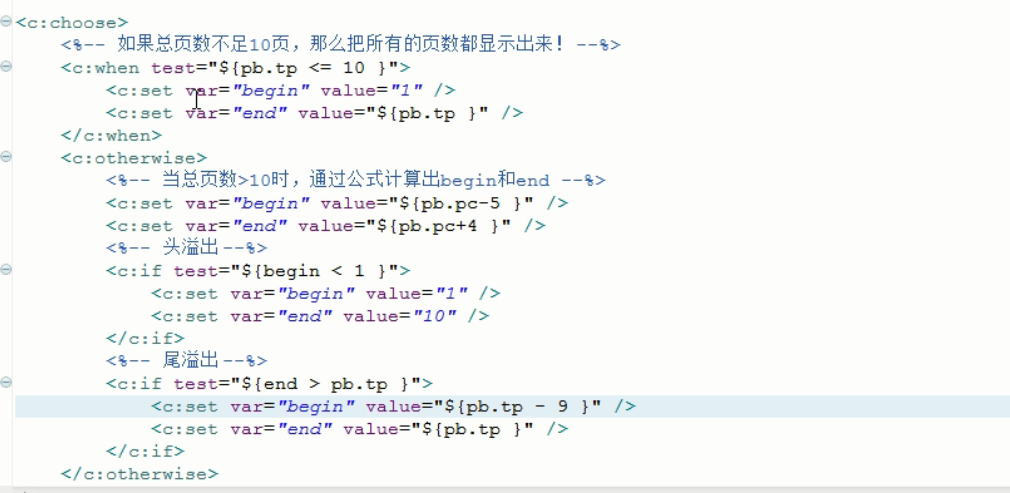 <c:choose>
<%-- 如果总页数不足10页，那么把所有的页数都显示出来！ --%>
<c:when test="${pb.tp <= 10 }">
<c:set var="begin" value="1" />
<c:set var="end" value="${pb.tp }" />
</c:when>
<c:otherwise>
<%-- 当总页数>10时，通过公式计算出begin和end --%>
<c:set var="begin" value="${pb.pc-5 }" />
<c:set var="end" value="${pb.pc+4 }" />
<%-- 头溢出 --%>
<c:if test="${begin < 1 }">
<c:set var="begin" value="1" />
<c:set var="end" value="10" />
</c:if>
<%-- 尾溢出 --%>
<c:if test="${end > pb.tp }">
<c:set var="begin" value="${pb.tp - 9 }" />
<c:set var="end" value="${pb.tp }" />
</c:if>
</c:otherwise>